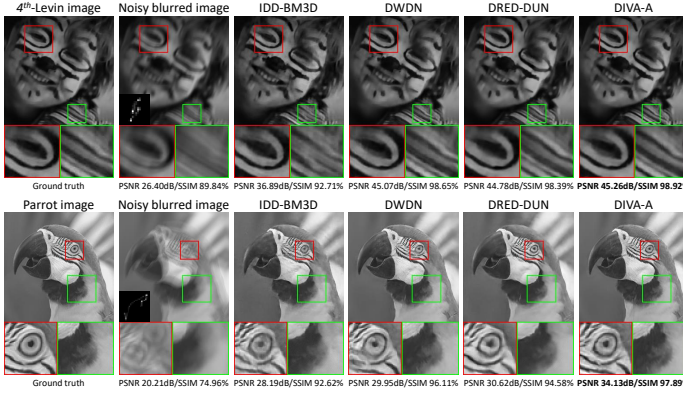 4th-Levin image Noisy blurred image IDD-BM3D DWDN DRED-DUN DIVA-A
Ground truth PSNR 26.40dB/SSIM 89.84% PSNR 36.89dB/SSIM 92.71% PSNR 45.07dB/SSIM 98.65% PSNR 44.78dB/SSIM 98.39% PSNR 45.26dB/SSIM 98.92
Parrot image Noisy blurred image IDD-BM3D DWDN DRED-DUN DIVA-A
Ground truth PSNR 20.21dB/SSIM 74.96% PSNR 28.19dB/SSIM 92.62% PSNR 29.95dB/SSIM 96.11% PSNR 30.62dB/SSIM 94.58% PSNR 34.13dB/SSIM 97.89